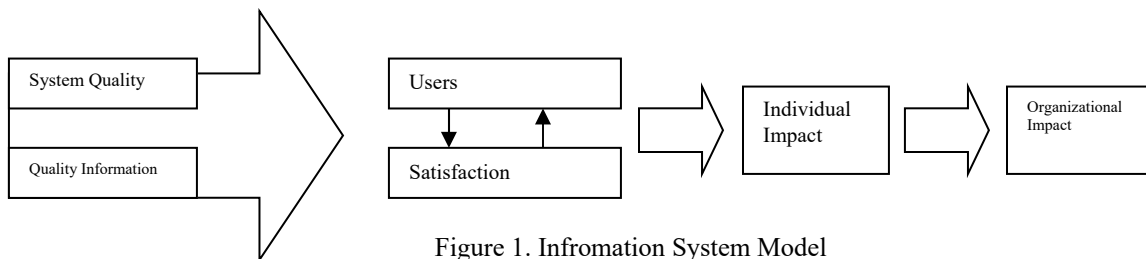 System Quality
Quality Information
Users
Satisfaction
Individual
Impact
Organizational
Impact
Figure 1. Infromation System Model